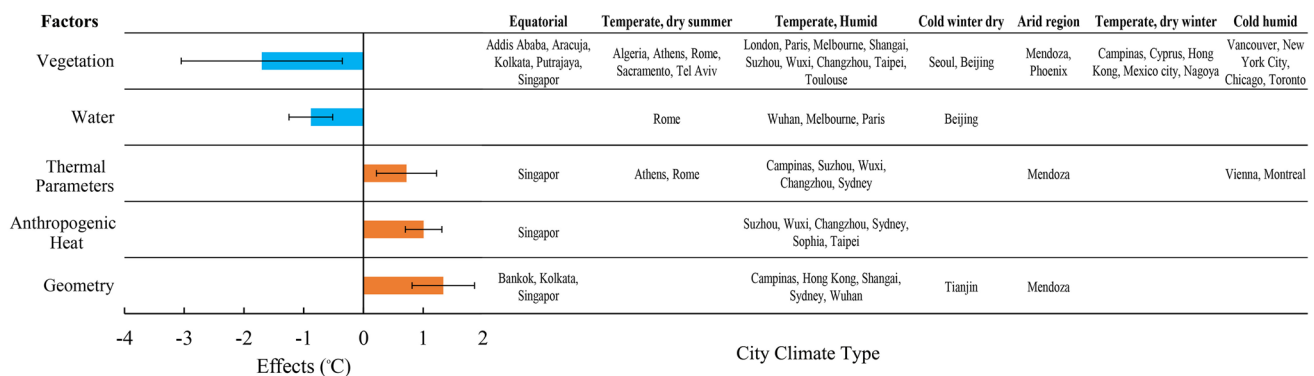 Factors Equatorial Temperate, dry summer Temperate, Humid Cold winter dry Arid region Temperate, dry winter Cold humid
Vegetation
Addis Ababa, Aracuja,
Kolkata, Putrajaya,
Singapor
Algeria, Athens, Rome,
Sacramento, Tel Aviv
London, Paris, Melbourne, Shangai,
Suzhou, Wuxi, Changzhou, Taipei,
Toulouse
Seoul, Beijing
Mendoza,
Phoenix
Campinas, Cyprus, Hong
Kong, Mexico city, Nagoya
Vancouver, New
York City,
Chicago, Toronto
Water Rome Wuhan, Melbourne, Paris Beijing
Thermal
Parameters
Singapor
Athens, Rome
Campinas, Suzhou, Wuxi,
Changzhou, Sydney
Mendoza
Vienna, Montreal
Anthropogenic
Heat
Singapor
Suzhou, Wuxi, Changzhou, Sydney,
Sophia, Taipei
Geometry
Bankok, Kolkata,
Singapor
Campinas, Hong Kong, Shangai,
Sydney, Wuhan
Tianjin
Mendoza
-4 -3 -2 -1 0 1 2
Effects (°C) City Climate Type